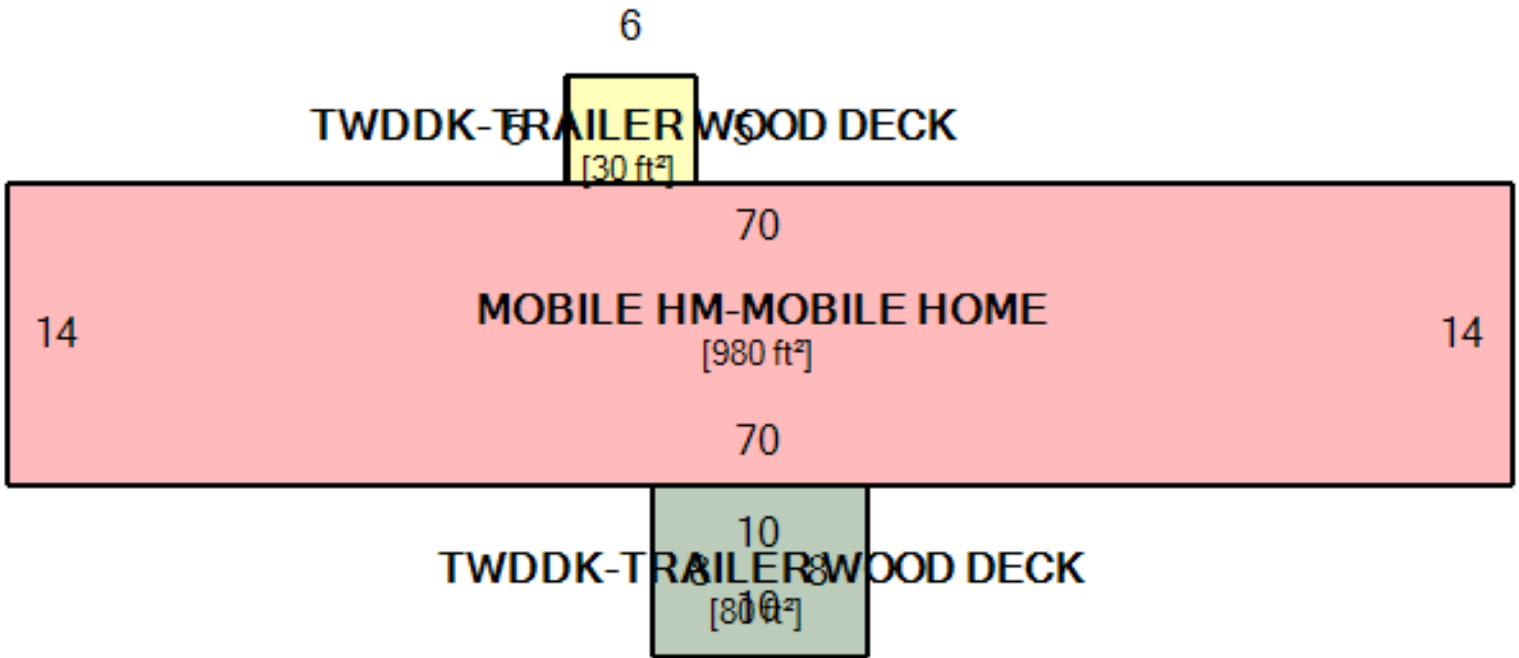 6
TWDDK-TRAILER WOOD DECK
5 5
[30 ft²]
70
MOBILE HM-MOBILE HOME
14 14
[980 ft²]
70
10
TWDDK-TRAILER WOOD DECK
8 8
[80 ft²]
10